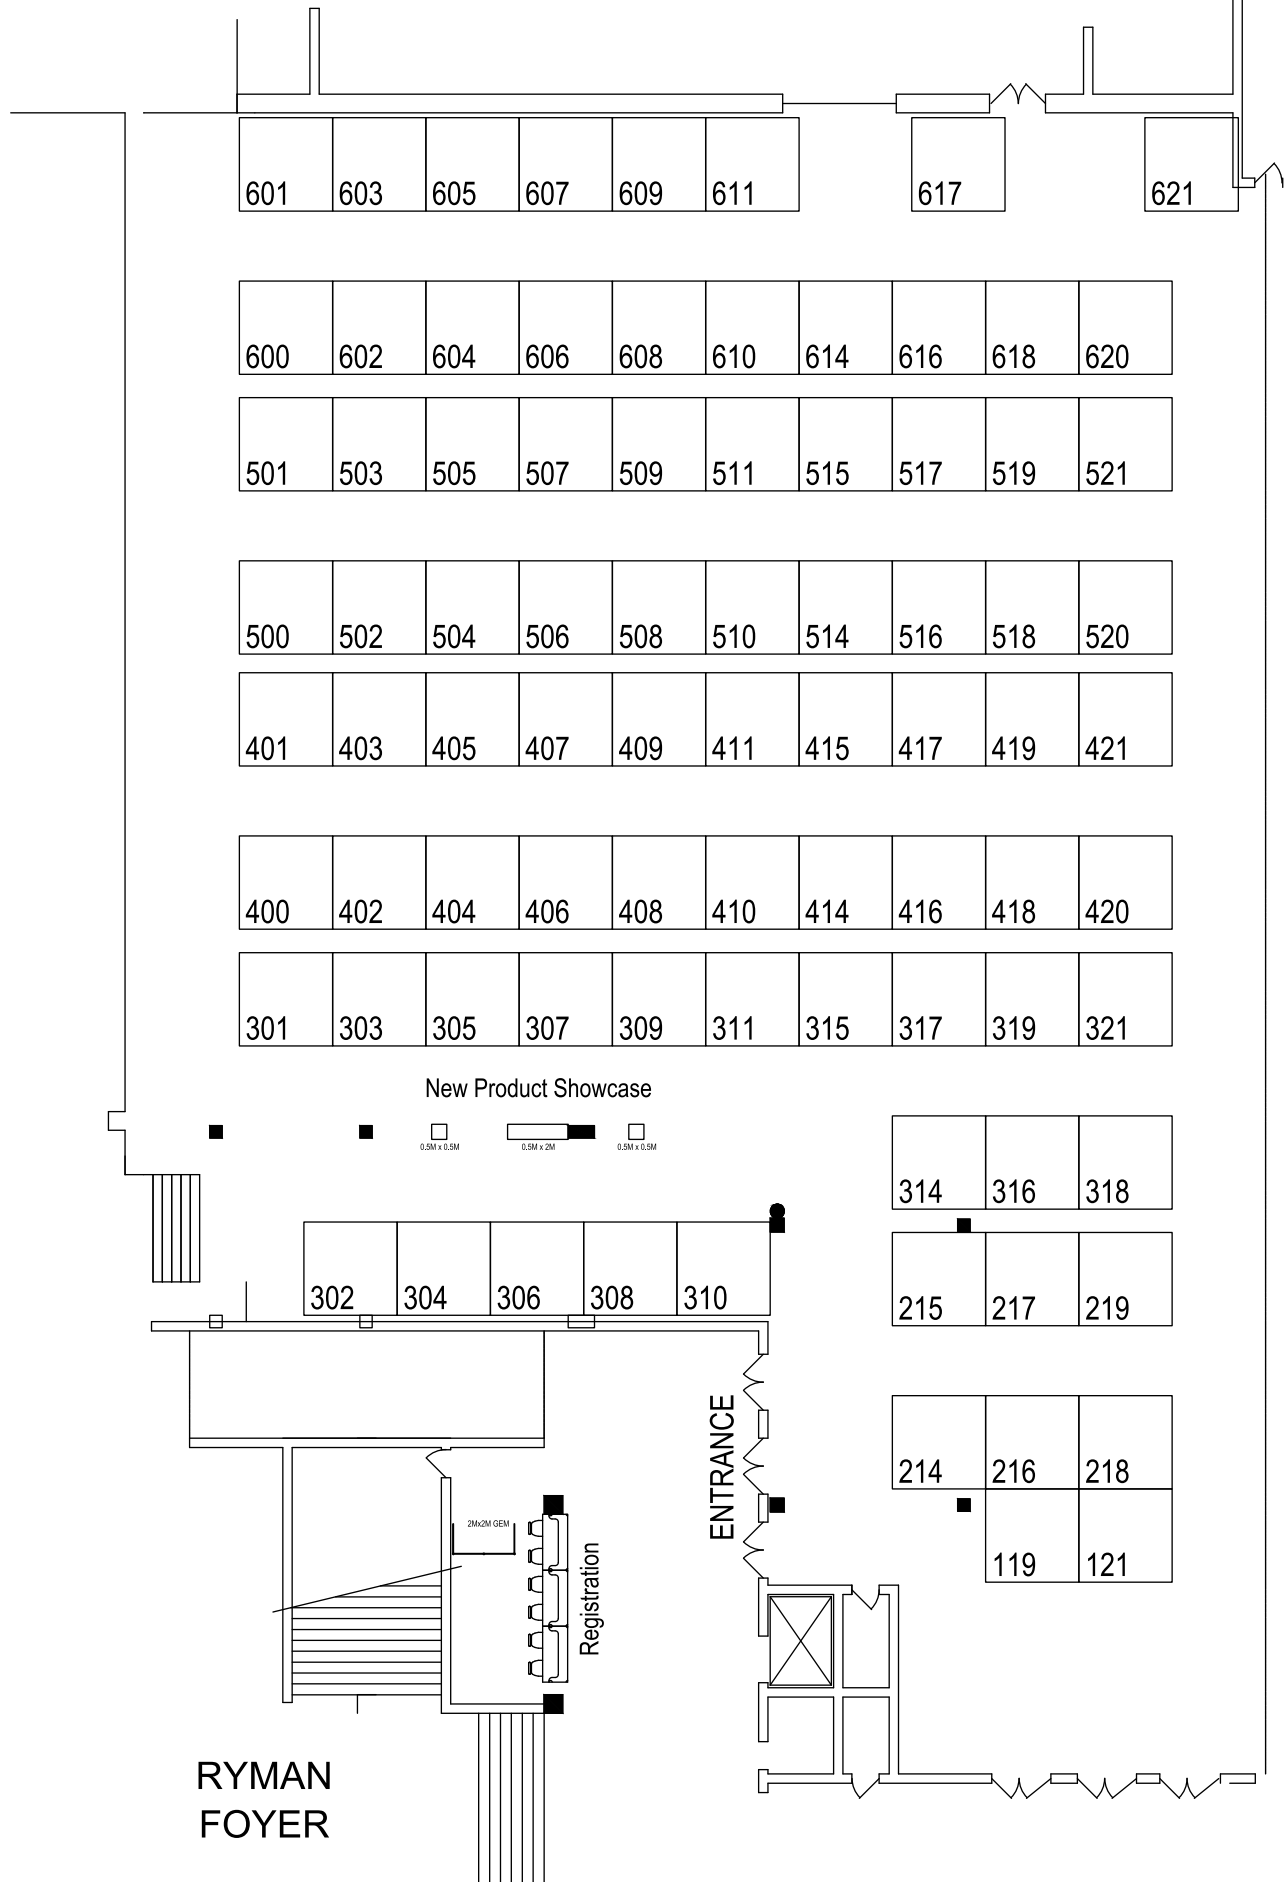 601 603 605 607 609 611 617 621
600 602 604 606 608 610 614 616 618 620
501 503 505 507 509 511 515 517 519 521
500 502 504 506 508 510 514 516 518 520
401 403 405 407 409 411 415 417 419 421
400 402 404 406 408 410 414 416 418 420
301 303 305 307 309 311 315 317 319 321
New Product Showcase
0.5M x 0.5M 0.5M x 2M 0.5M x 0.5M
314 316 318
302 304 306 308 310
215 217 219
ENTRANCE
214 216 218
2Mx2M GEM
119 121
Registration
RYMAN
FOYER